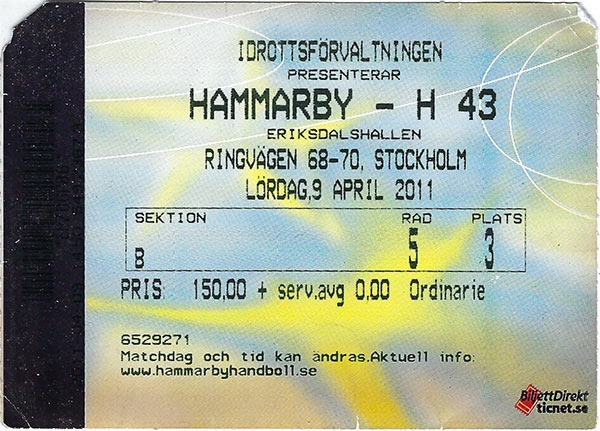 IDROTTSFÖRVALTNINGEN
PRESENTERAR
HAMMARBY – H 43
ERIKSDALSHALLEN
RINGVÄGEN 68-70, STOCKHOLM
LÖRDAG,9 APRIL 2011
SEKTION RAD PLATS
B 5 3
PRIS 150,00 + serv.avg 0,00 Ordinarie
6529271
Matchdag och tid kan ändras.Aktuell info:
www.hammarbyhandboll.se
BiljettDirekt
ticnet.se